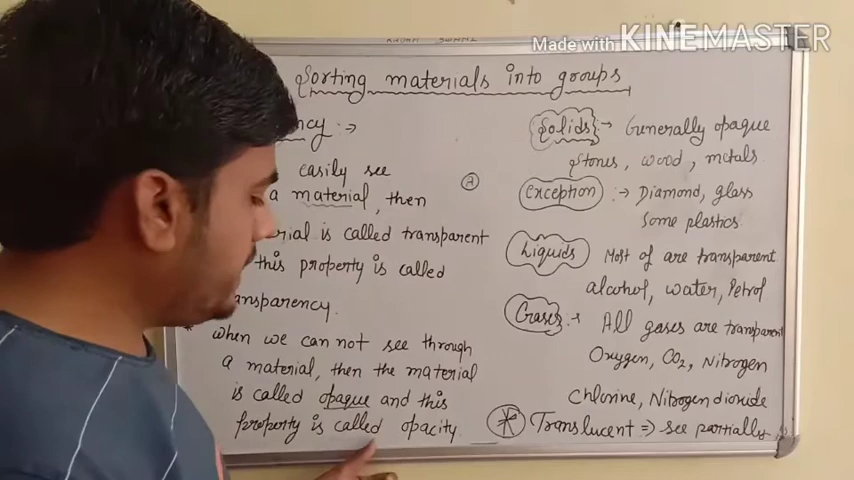 Made with KINEMASTER
Sorting materials into groups
easily see
a material, then
is called transparent
this property is called
transparency.
when we can not see through
a material, then the material
is called opaque and this
property is called opacity
②
Solids → Generally opaque
stones, wood, metals
Exception :→ Diamond, glass
Some plastics
Liquids → Most of are transparent
alcohol, water, Petrol
Gases :→ All gases are transparent
Oxygen, CO2, Nitrogen
Chlorine, Nitrogen dioxide
* Translucent => see partially